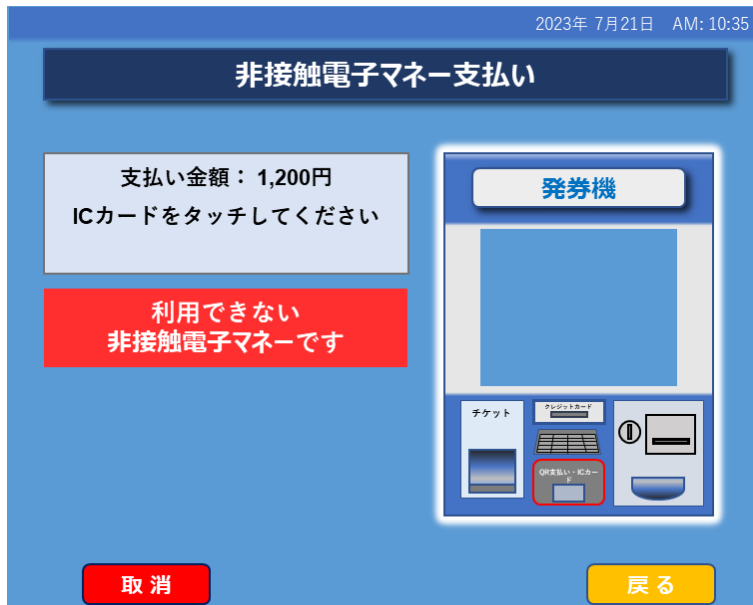 2023年 7月21日 AM: 10:35
非接触電子マネー支払い
支払い金額： 1,200円
ICカードをタッチしてください
利用できない
非接触電子マネーです
発券機
チケット
クレジットカード
QR支払い・ICカー
ド
取 消
戻 る